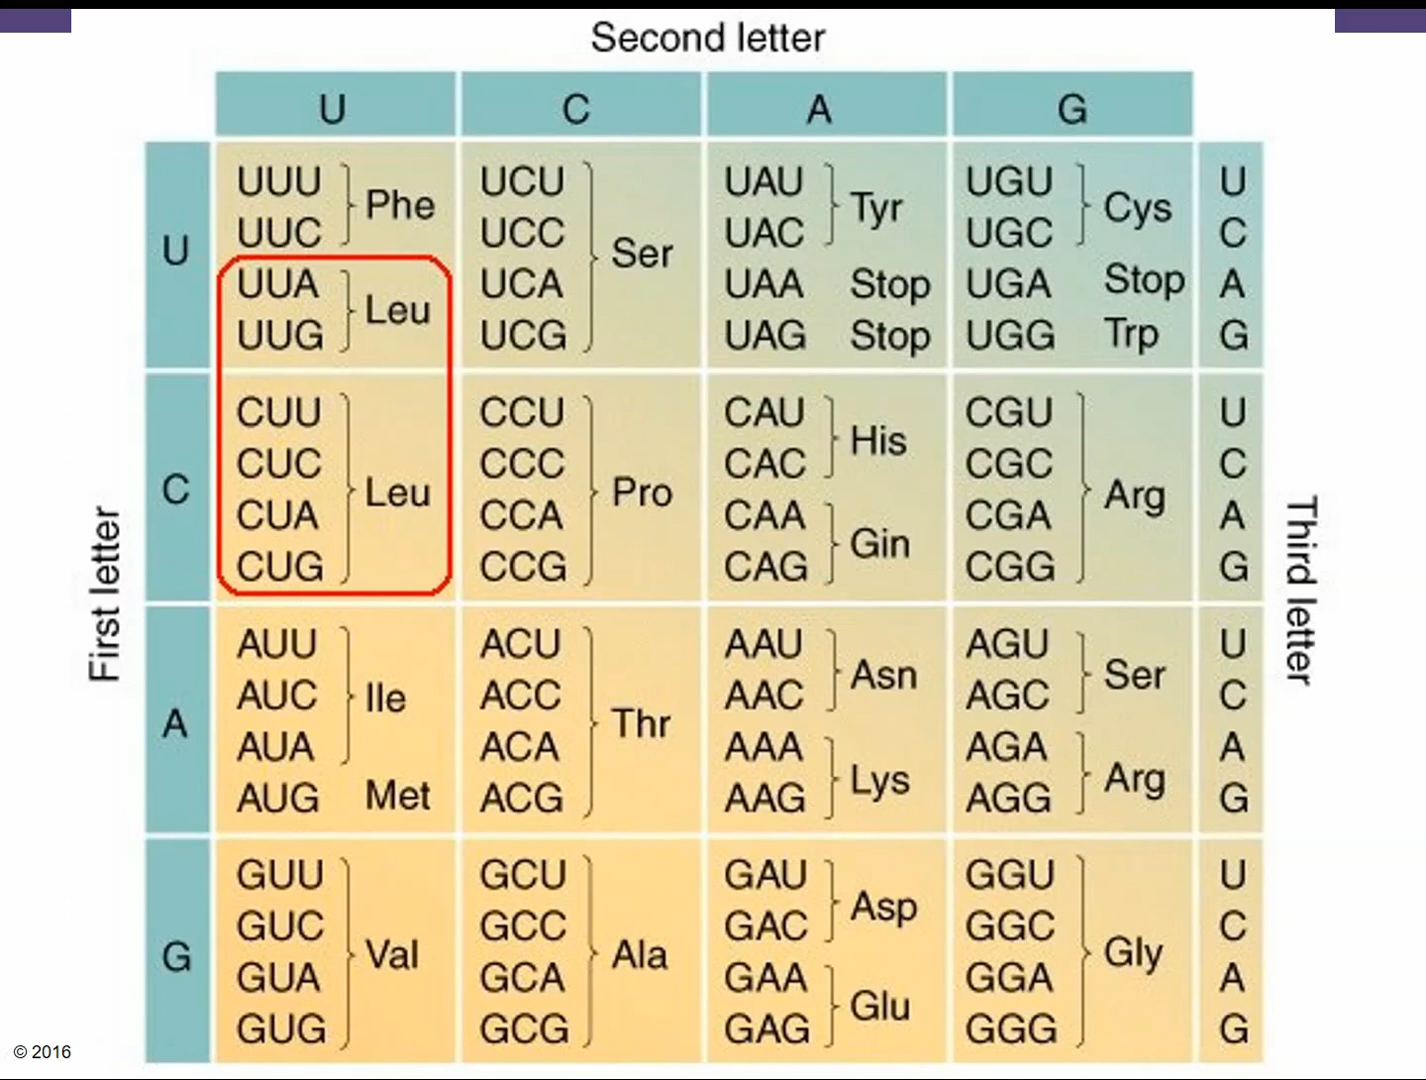 Second letter
U C A G
U
UUU
UUC
Phe
UUA
UUG
Leu
UCU
UCC
UCA
UCG
Ser
UAU
UAC
Tyr
UAA Stop
UAG Stop
UGU
UGC
Cys
UGA Stop
UGG Trp
U
C
A
G
C
CUU
CUC
CUA
CUG
Leu
CCU
CCC
CCA
CCG
Pro
CAU
CAC
His
CAA
CAG
Gin
CGU
CGC
CGA
CGG
Arg
U
C
A
G
A
AUU
AUC
AUA
Ile
AUG Met
ACU
ACC
ACA
ACG
Thr
AAU
AAC
Asn
AAA
AAG
Lys
AGU
AGC
Ser
AGA
AGG
Arg
U
C
A
G
G
GUU
GUC
GUA
GUG
Val
GCU
GCC
GCA
GCG
Ala
GAU
GAC
Asp
GAA
GAG
Glu
GGU
GGC
GGA
GGG
Gly
U
C
A
G
First letter
Third letter
© 2016